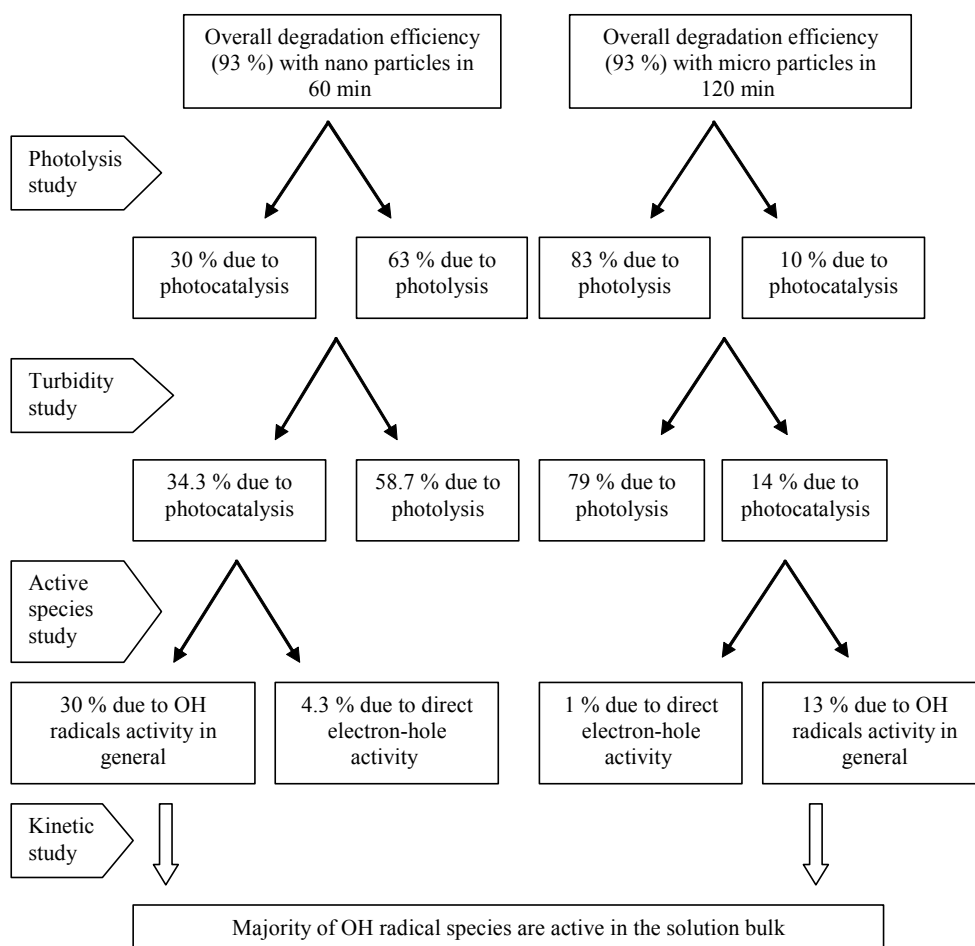 Overall degradation efficiency
(93 %) with nano particles in
60 min
Overall degradation efficiency
(93 %) with micro particles in
120 min
Photolysis
study
30 % due to
photocatalysis
63 % due to
photolysis
83 % due to
photolysis
10 % due to
photocatalysis
Turbidity
study
34.3 % due to
photocatalysis
58.7 % due to
photolysis
79 % due to
photolysis
14 % due to
photocatalysis
Active
species
study
30 % due to OH
radicals activity in
general
4.3 % due to direct
electron-hole
activity
1 % due to direct
electron-hole
activity
13 % due to OH
radicals activity in
general
Kinetic
study
Majority of OH radical species are active in the solution bulk